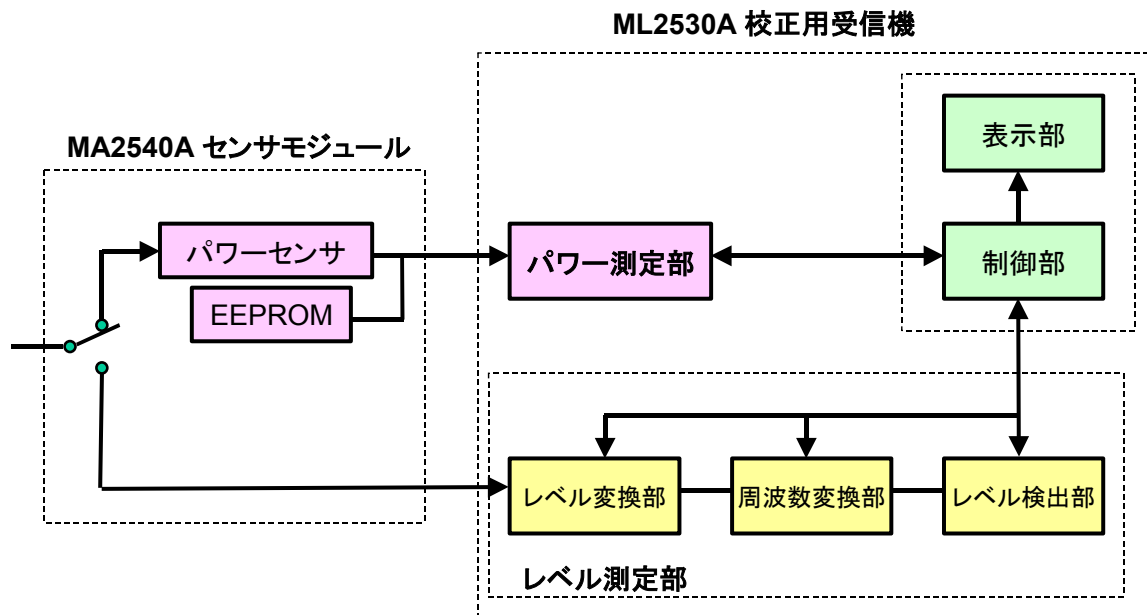 ML2530A 校正用受信機
MA2540A センサモジュール
表示部
パワーセンサ
パワー測定部
制御部
EEPROM
レベル変換部
周波数変換部
レベル検出部
レベル測定部